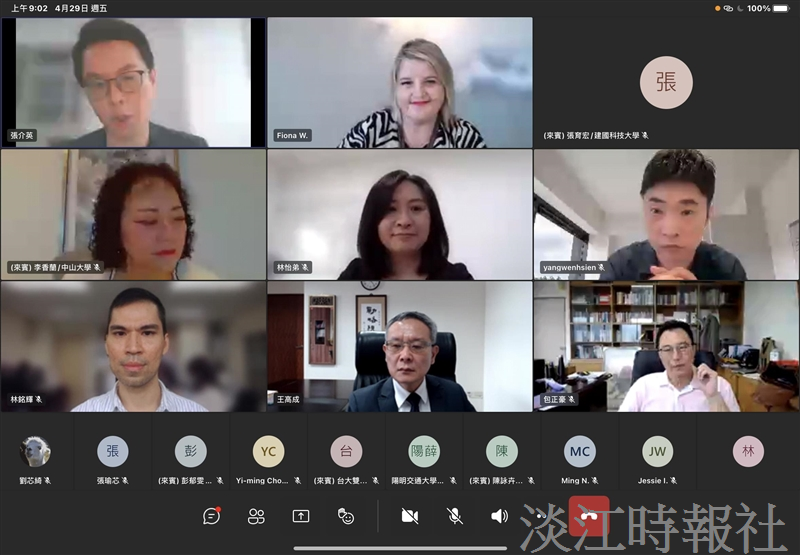 上午9:02 4月29日 週五
100%
張介英
Fiona W.
張
(來賓) 張育宏/建國科技大學
(來賓) 李香蘭/中山大學
林怡弟
yangwenhsien
林銘輝
王高成
包正豪
張
彭
YC
台
陽薛
陳
MC
JW
林
劉芯綺
張瑜芯
(來賓) 彭郁雯...
Yi-ming Cho...
(來賓) 台大雙...
陽明交通大學...
(來賓) 陳詠卉...
Ming N.
Jessie I.
淡江時報社